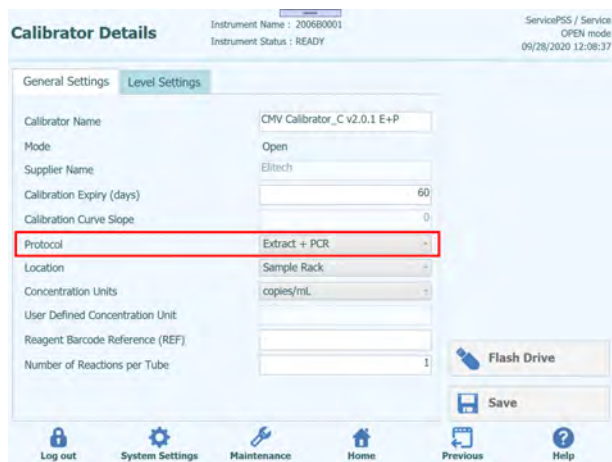 Calibrator Details
Instrument Name : 2006B0001
Instrument Status : READY
ServicePSS / Service
OPEN mode
09/28/2020 12:08:37
General Settings
Level Settings
Calibrator Name CMV Calibrator_C v2.0.1 E+P
Mode Open
Supplier Name Elitech
Calibration Expiry (days) 60
Calibration Curve Slope 0
Protocol Extract + PCR
Location Sample Rack
Concentration Units copies/mL
User Defined Concentration Unit
Reagent Barcode Reference (REF)
Number of Reactions per Tube 1
Flash Drive
Save
Log out
System Settings
Maintenance
Home
Previous
Help